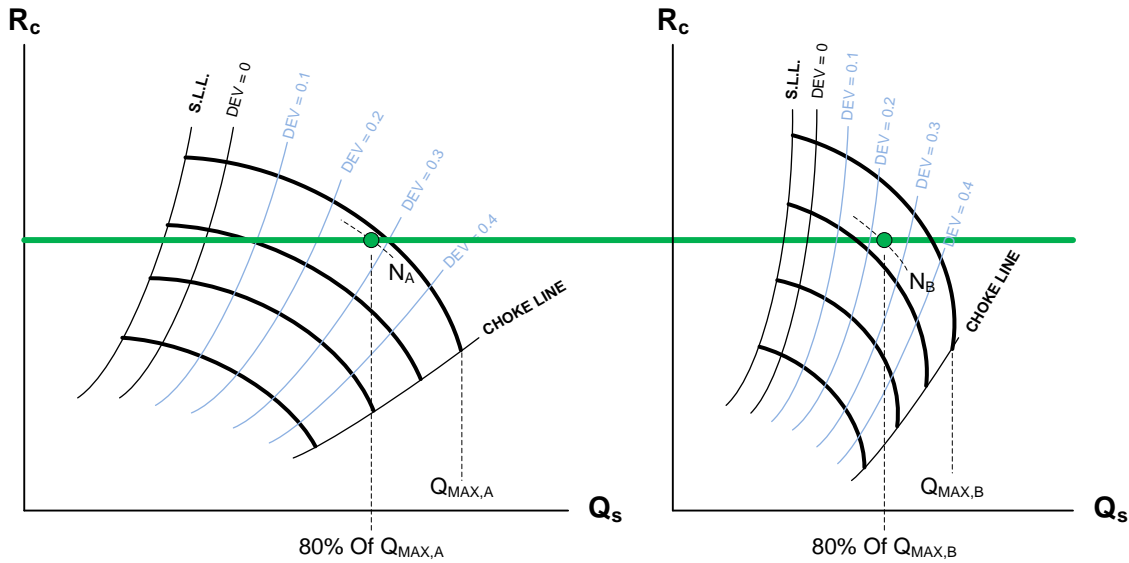 Rc
S.L.L.
DEV = 0
DEV = 0.1
DEV = 0.2
DEV = 0.3
DEV = 0.4
NA
CHOKE LINE
QMAX,A
Qs
80% Of QMAX,A
Rc
S.L.L.
DEV = 0
DEV = 0.1
DEV = 0.2
DEV = 0.3
DEV = 0.4
NB
CHOKE LINE
QMAX,B
Qs
80% Of QMAX,B